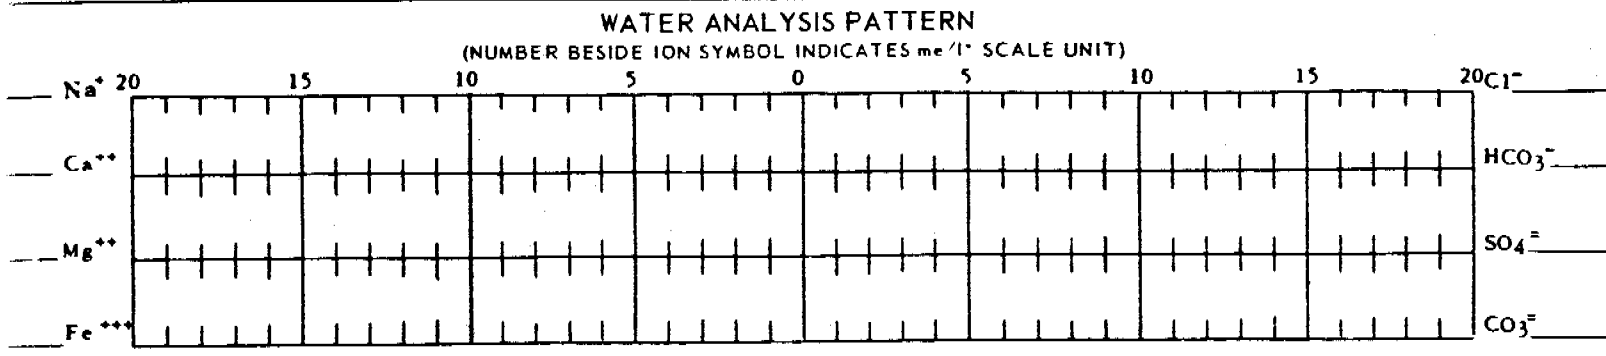 WATER ANALYSIS PATTERN
(NUMBER BESIDE ION SYMBOL INDICATES me/l* SCALE UNIT)
Na⁺ 20 15 10 5 0 5 10 15 20 Cl⁻
Ca⁺⁺ HCO₃⁻
Mg⁺⁺ SO₄⁼
Fe⁺⁺⁺ CO₃⁼